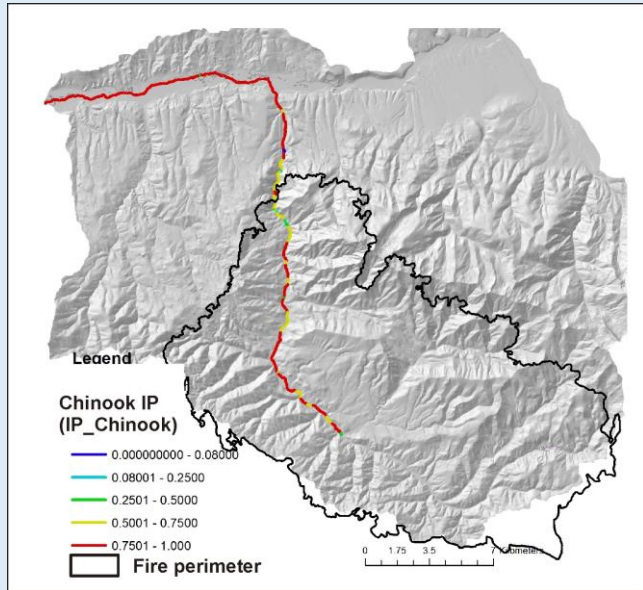 Legend
Chinook IP
(IP_Chinook)
0.000000000 - 0.08000
0.08001 - 0.2500
0.2501 - 0.5000
0.5001 - 0.7500
0.7501 - 1.000
Fire perimeter
0 1.75 3.5 7 Kilometers